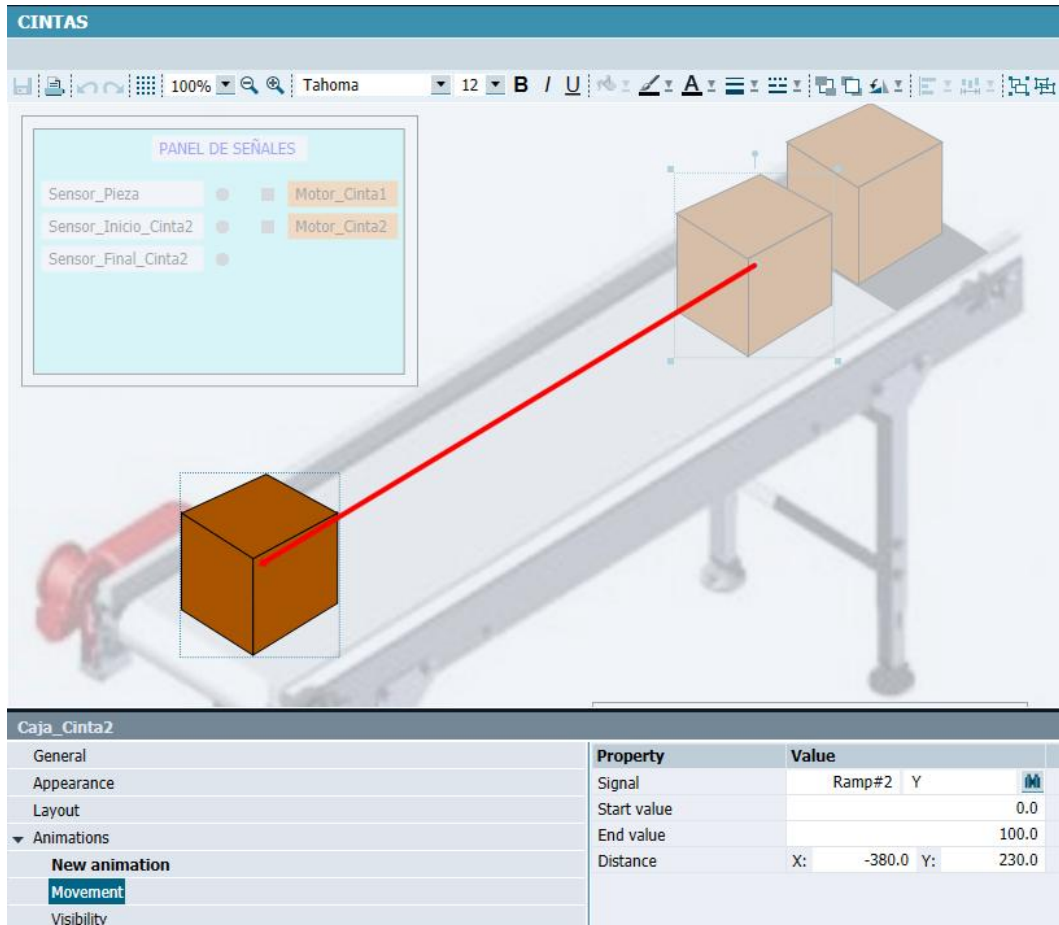 CINTAS
100% Tahoma 12 B I U A
PANEL DE SEÑALES
Sensor_Pieza Motor_Cinta1
Sensor_Inicio_Cinta2 Motor_Cinta2
Sensor_Final_Cinta2
Caja_Cinta2
General
Appearance
Layout
Animations
New animation
Movement
Visibility
Property Value
Signal Ramp#2 Y
Start value 0.0
End value 100.0
Distance X: -380.0 Y: 230.0